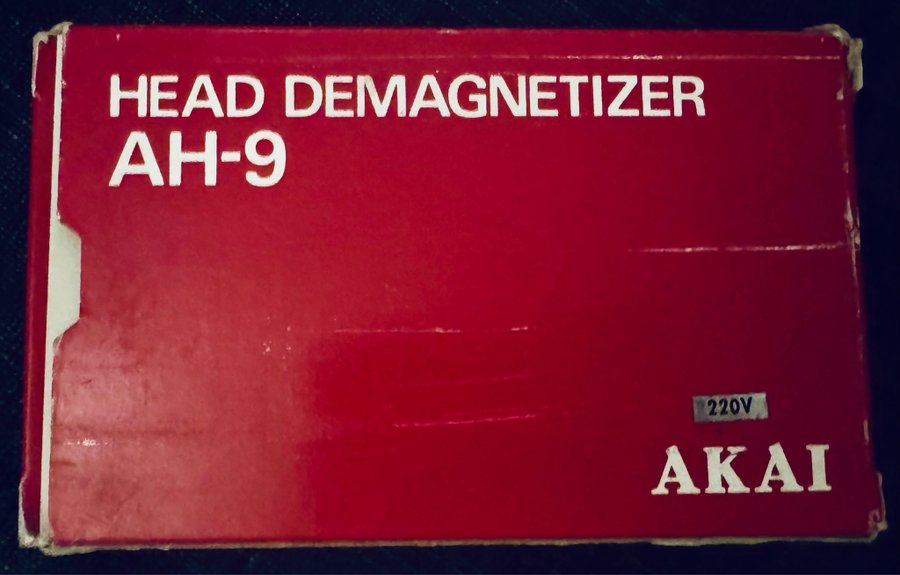 HEAD DEMAGNETIZER
AH-9
220V
AKAI